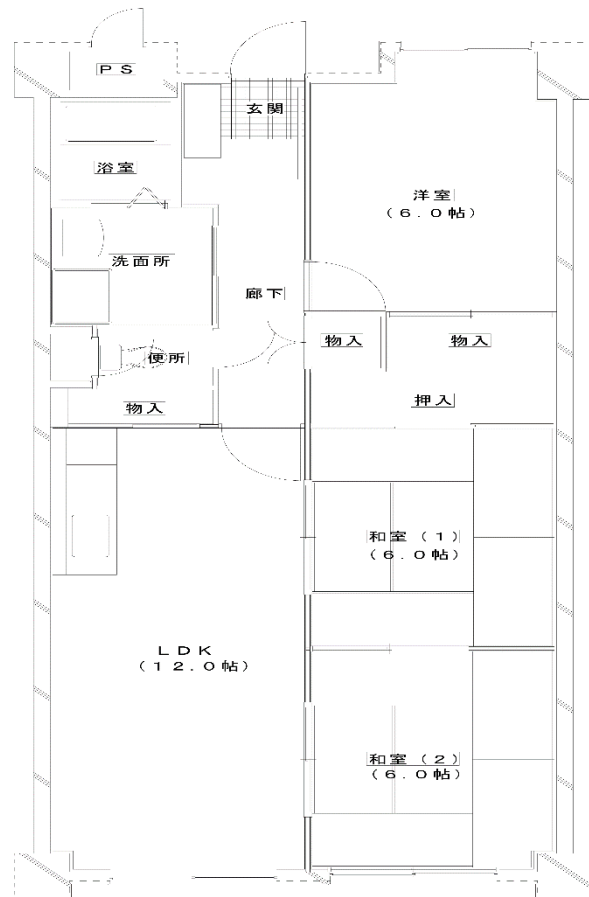 ＰＳ
玄関
浴室
洋室
（６．０帖）
洗面所
廊下
便所
物入
物入
物入
押入
和室（１）
（６．０帖）
ＬＤＫ
（１２．０帖）
和室（２）
（６．０帖）